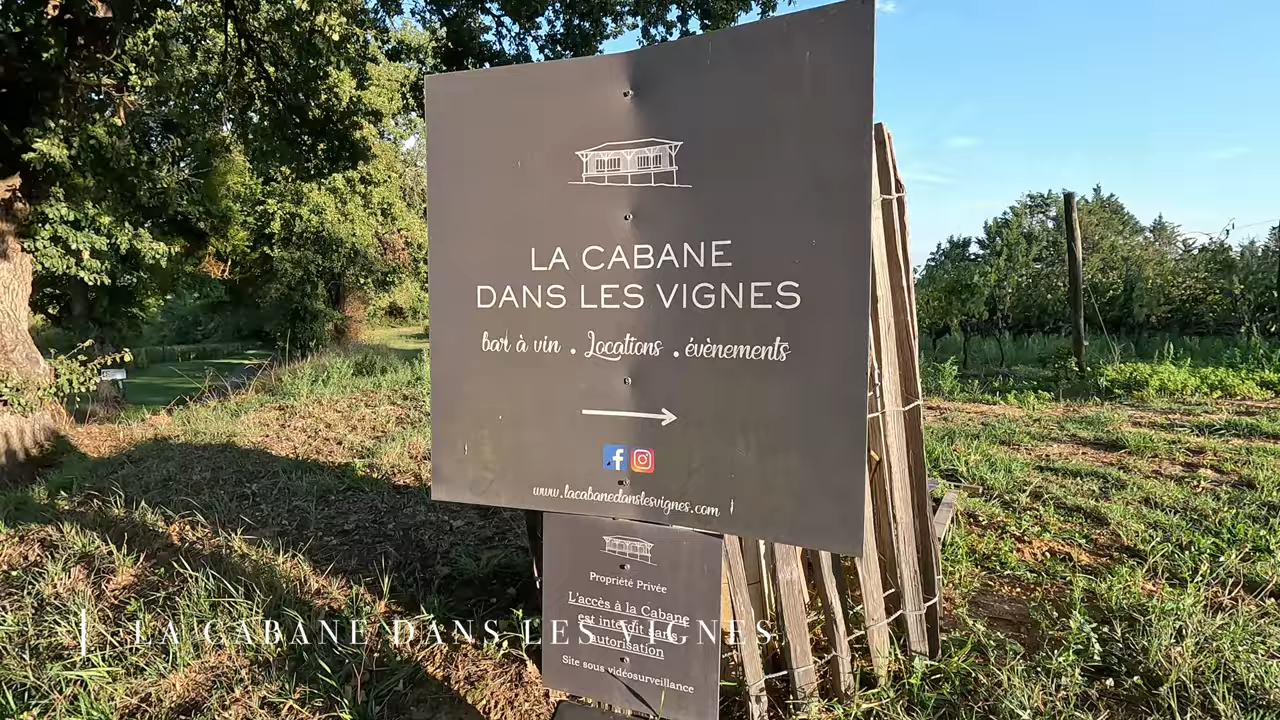 LA CABANE
DANS LES VIGNES
bar à vin . Locations . évènements
www.lacabanedanslesvignes.com
Propriété Privée
L'accès à la Cabane
est interdit sans
autorisation
Site sous vidéosurveillance
LA CABANE DANS LES VIGNES